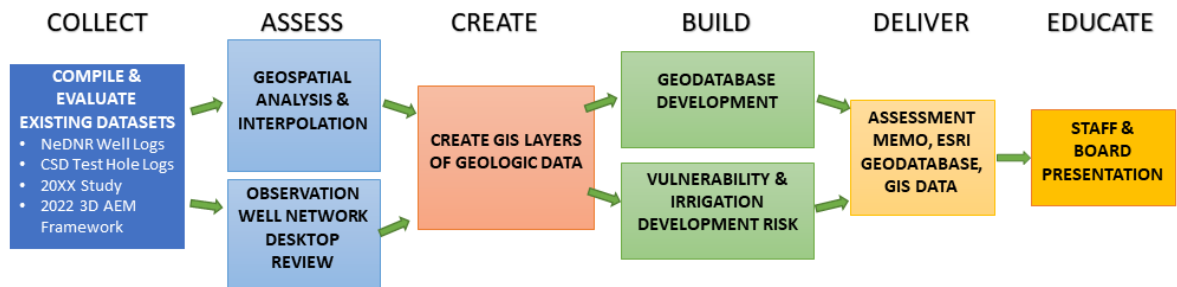 COLLECT
ASSESS
CREATE
BUILD
DELIVER
EDUCATE
COMPILE &
EVALUATE
EXISTING DATASETS
• NeDNR Well Logs
• CSD Test Hole Logs
• 20XX Study
• 2022 3D AEM
Framework
GEOSPATIAL
ANALYSIS &
INTERPOLATION
OBSERVATION
WELL NETWORK
DESKTOP
REVIEW
CREATE GIS LAYERS
OF GEOLOGIC DATA
GEODATABASE
DEVELOPMENT
VULNERABILITY &
IRRIGATION
DEVELOPMENT RISK
ASSESSMENT
MEMO, ESRI
GEODATABASE,
GIS DATA
STAFF &
BOARD
PRESENTATION